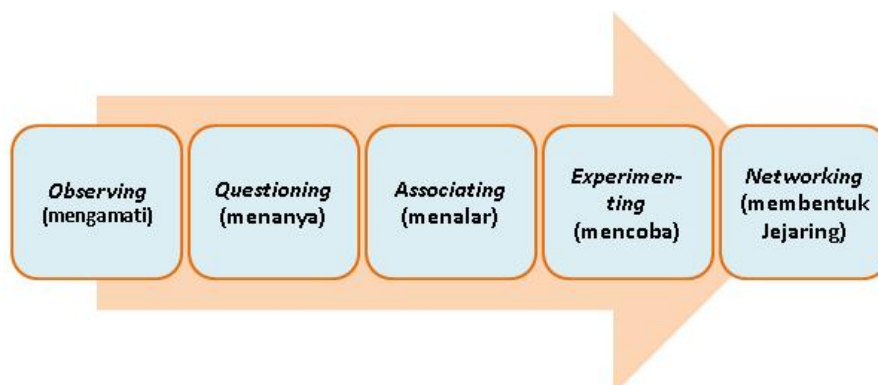 Observing
(mengamati)
Questioning
(menanya)
Associating
(menalar)
Experimen-
ting
(mencoba)
Networking
(membentuk
Jejaring)